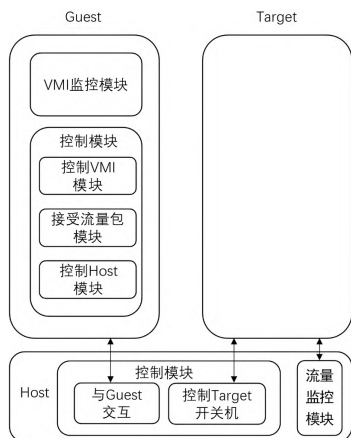 Guest
Target
VMI监控模块
控制模块
控制VMI
模块
接受流量包
模块
控制Host
模块
Host
控制模块
与Guest
交互
控制Target
开关机
流量
监控
模块